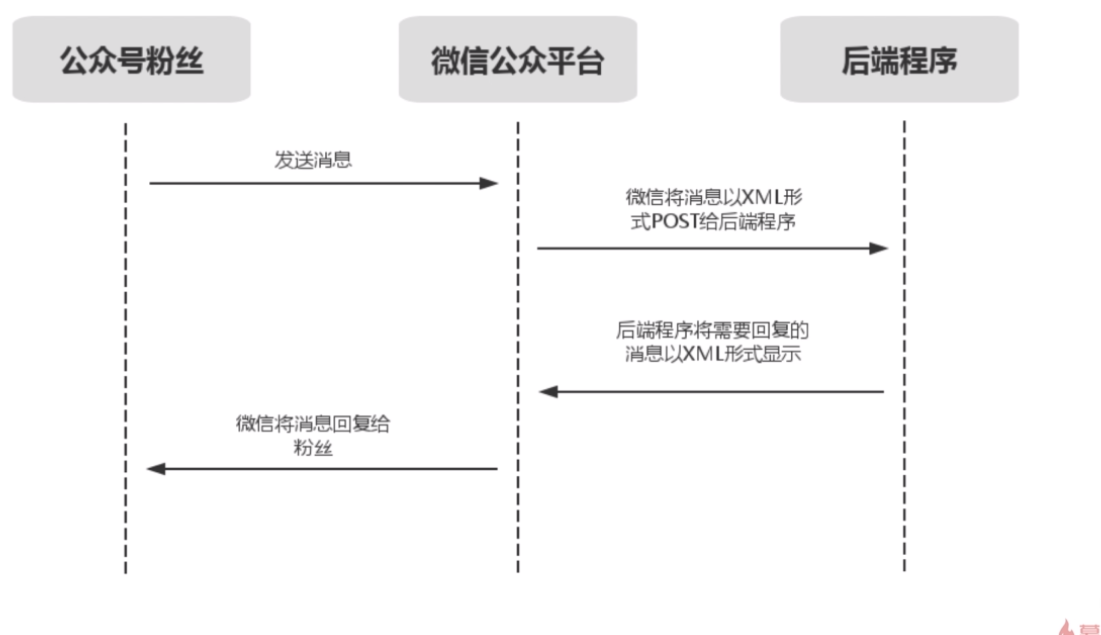 公众号粉丝
微信公众平台
后端程序
发送消息
微信将消息以XML形
式POST给后端程序
后端程序将需要回复的
消息以XML形式显示
微信将消息回复给
粉丝